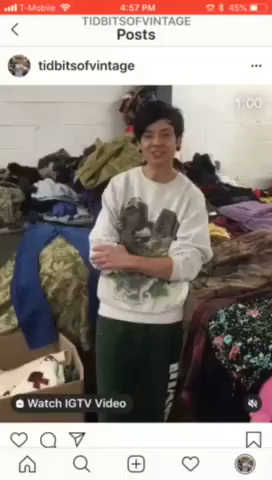 T-Mobile 4:57 PM 45%
TIDBITSOFVINTAGE
Posts
tidbitsofvintage
1:00
Watch IGTV Video